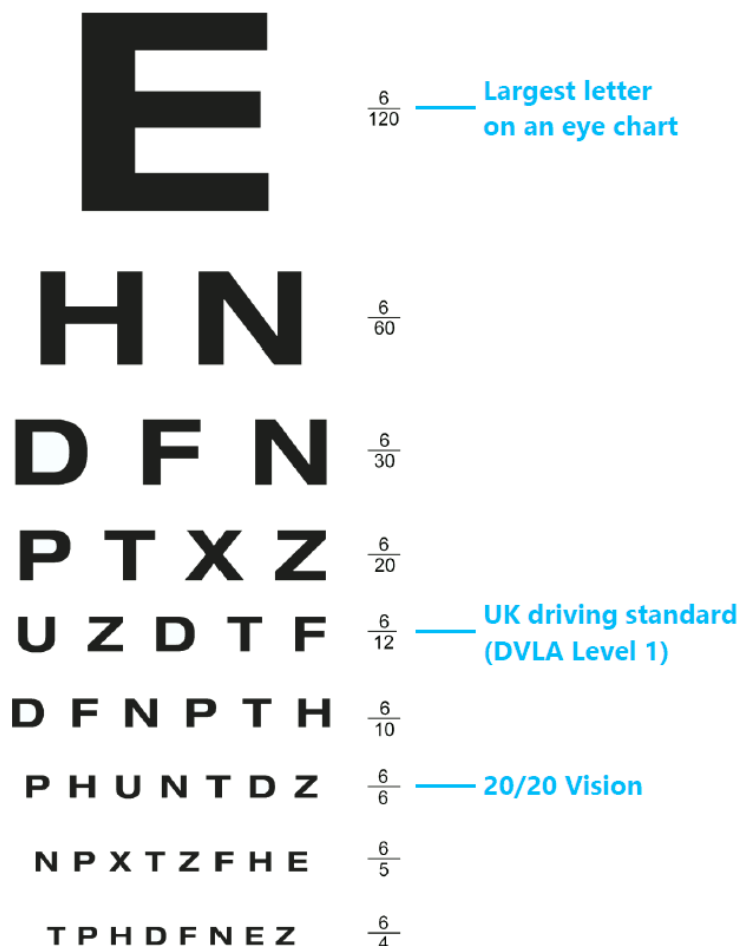 E
6/120
Largest letter
on an eye chart
H N
6/60
D F N
6/30
P T X Z
6/20
U Z D T F
6/12
UK driving standard
(DVLA Level 1)
D F N P T H
6/10
P H U N T D Z
6/6
20/20 Vision
N P X T Z F H E
6/5
T P H D F N E Z
6/4